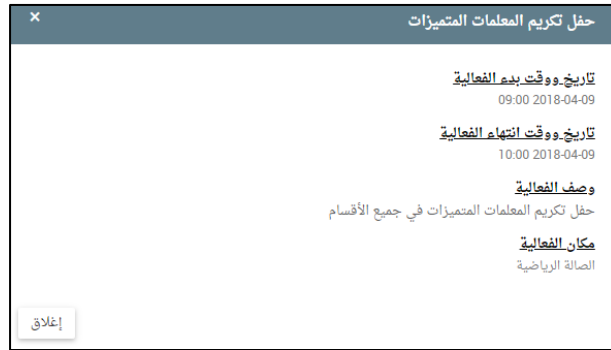 حفل تكريم المعلمات المتميزات ×
تاريخ ووقت بدء الفعالية
09:00 2018-04-09
تاريخ ووقت انتهاء الفعالية
10:00 2018-04-09
وصف الفعالية
حفل تكريم المعلمات المتميزات في جميع الأقسام
مكان الفعالية
الصالة الرياضية
إغلاق